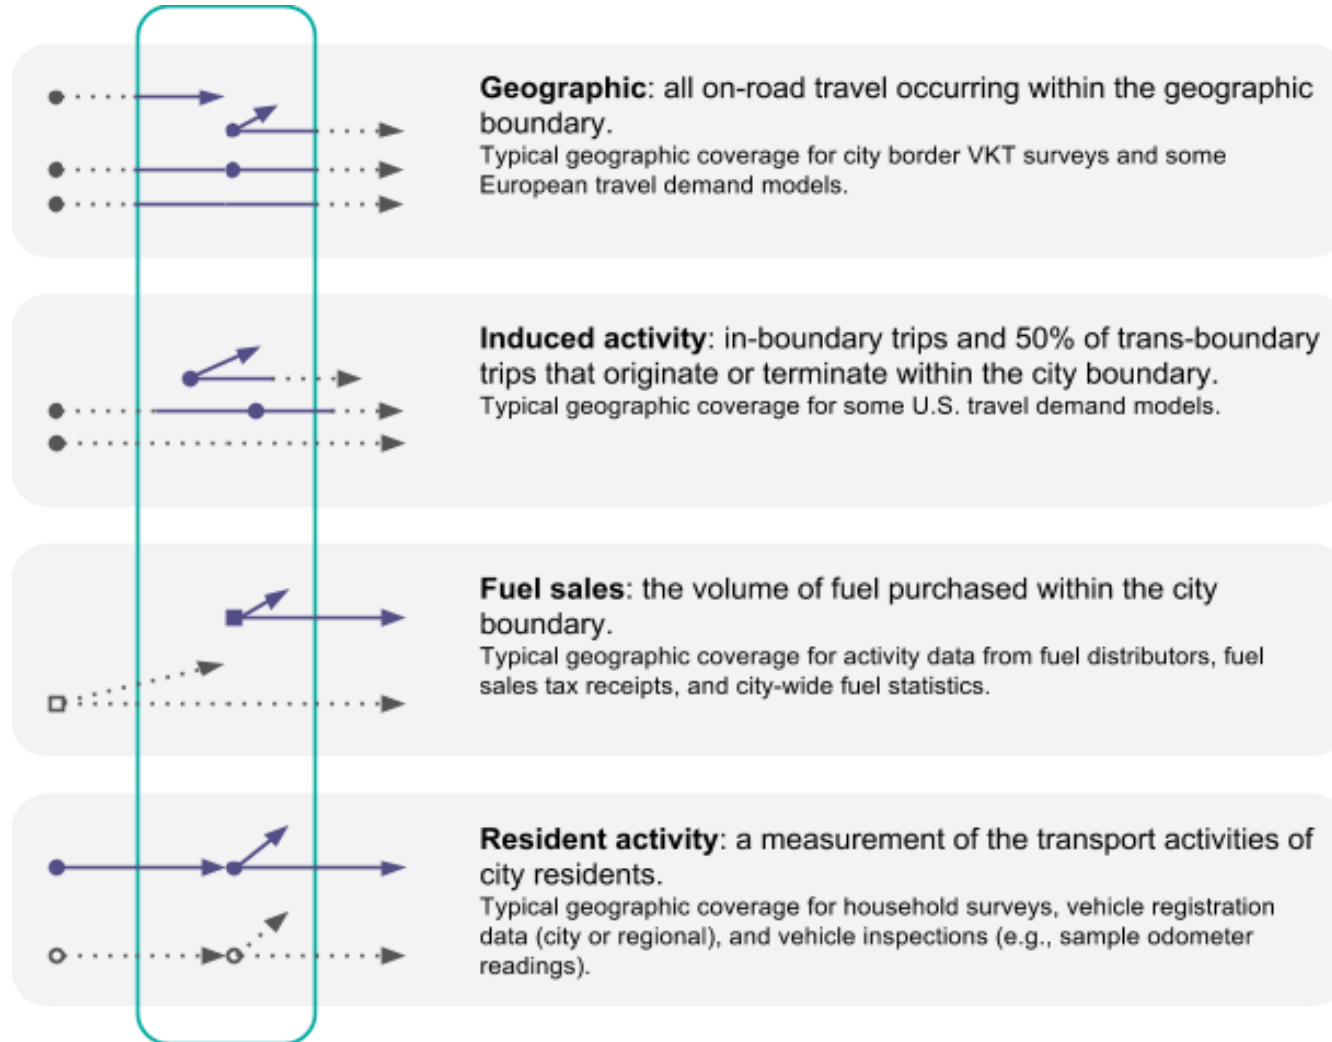 Geographic: all on-road travel occurring within the geographic
boundary.
Typical geographic coverage for city border VKT surveys and some
European travel demand models.
Induced activity: in-boundary trips and 50% of trans-boundary
trips that originate or terminate within the city boundary.
Typical geographic coverage for some U.S. travel demand models.
Fuel sales: the volume of fuel purchased within the city
boundary.
Typical geographic coverage for activity data from fuel distributors, fuel
sales tax receipts, and city-wide fuel statistics.
Resident activity: a measurement of the transport activities of
city residents.
Typical geographic coverage for household surveys, vehicle registration
data (city or regional), and vehicle inspections (e.g., sample odometer
readings).